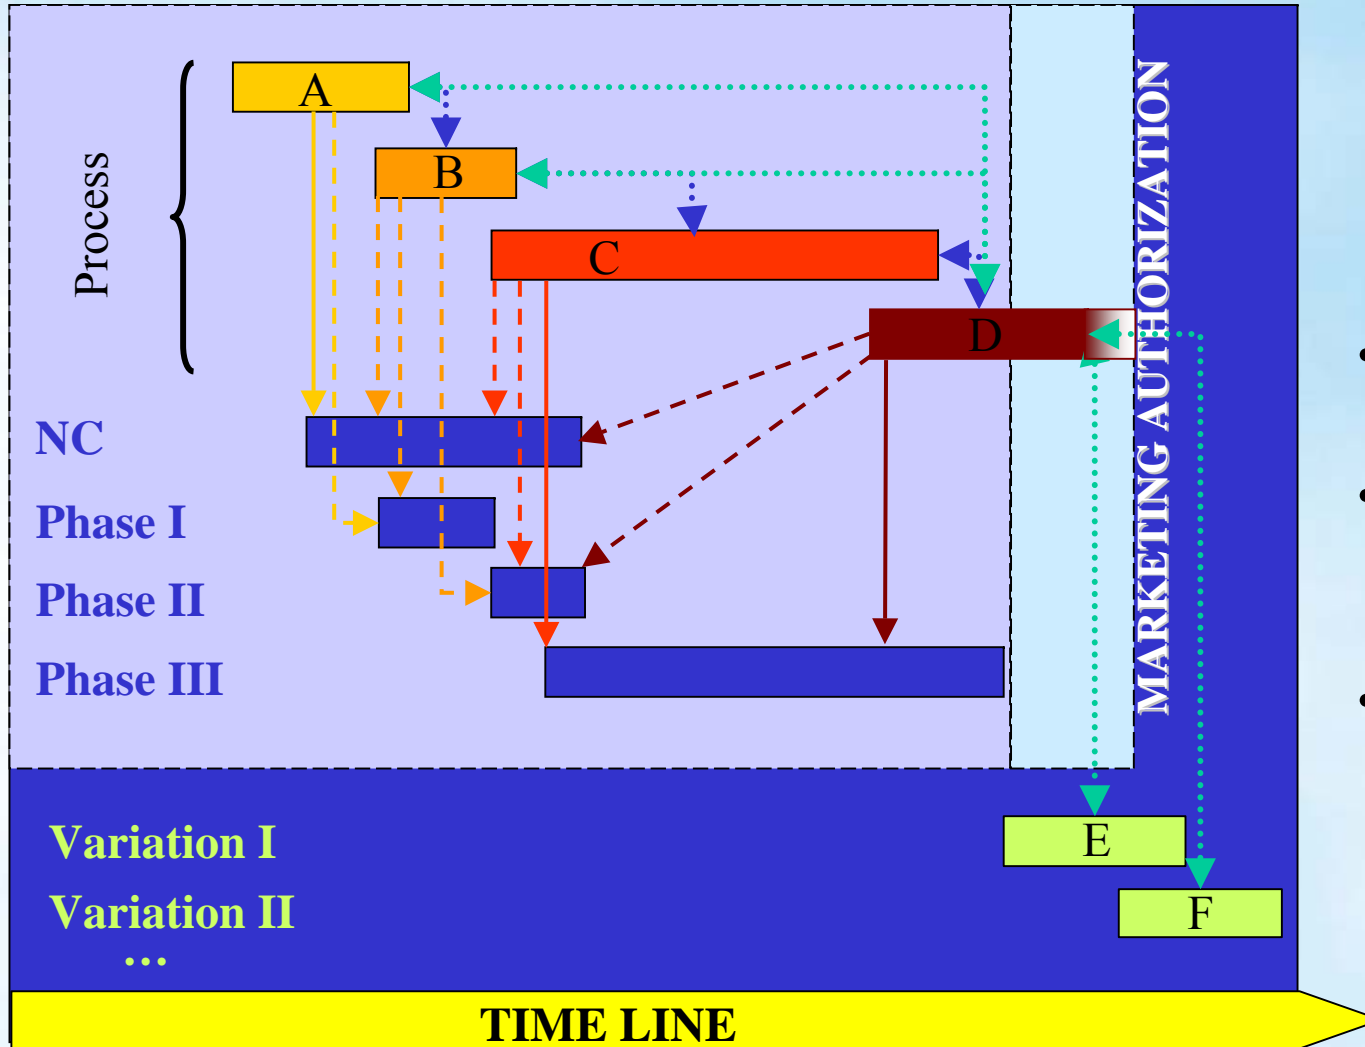 A
B
C
D
Process
NC
Phase I
Phase II
Phase III
MARKETING AUTHORIZATION
Variation I
E
Variation II
F
...
TIME LINE